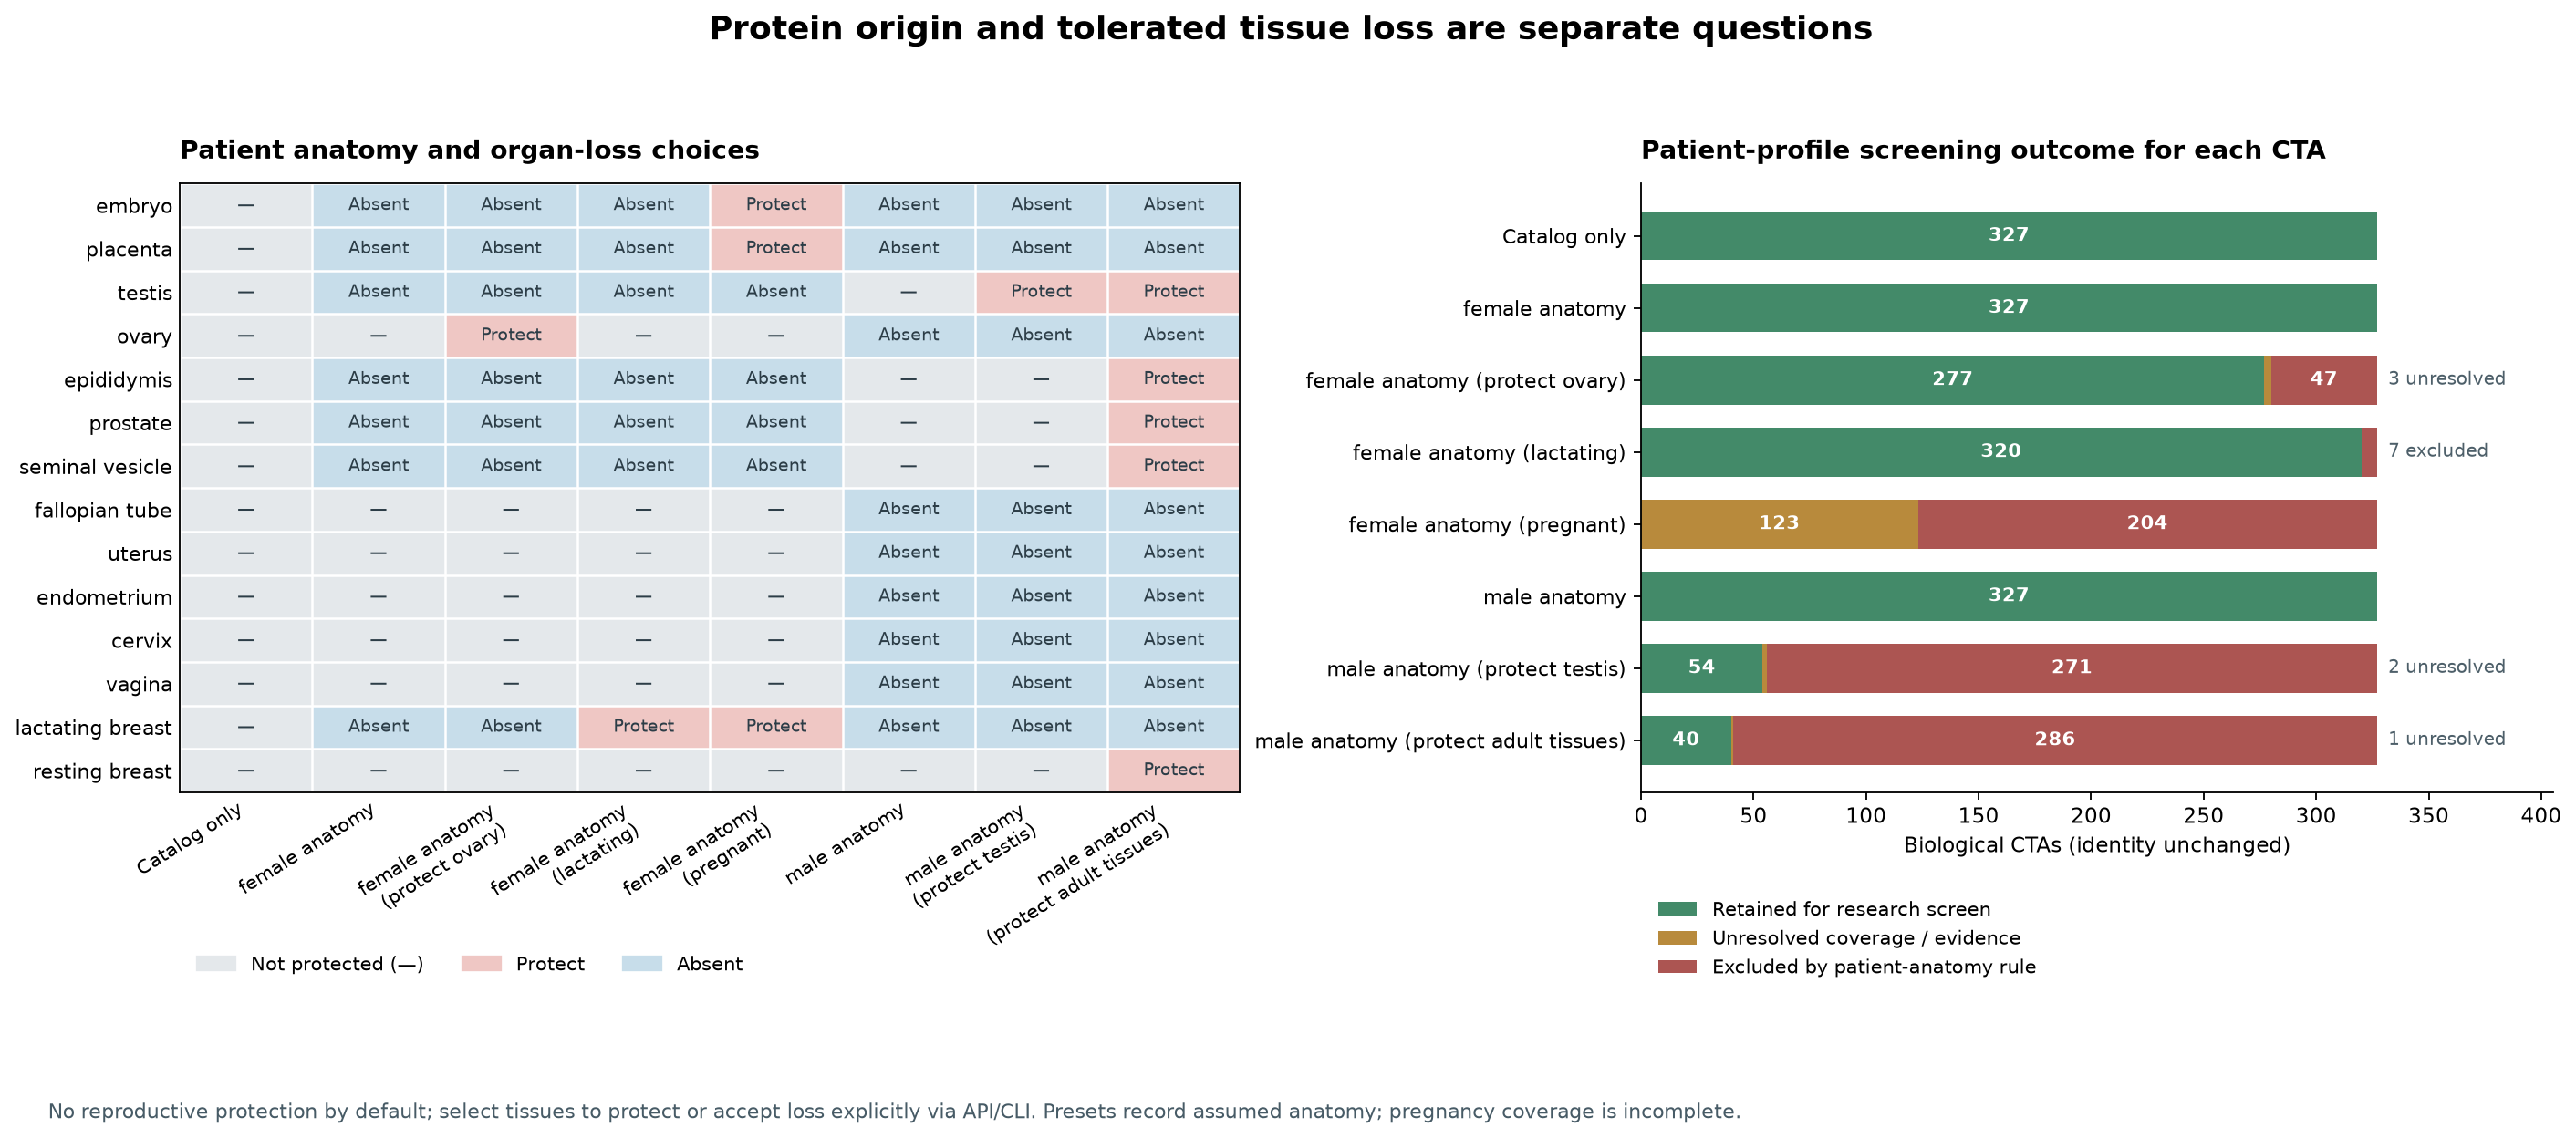 Protein origin and tolerated tissue loss are separate questions
Patient anatomy and organ-loss choices
embryo — Absent Absent Absent Protect Absent Absent Absent
placenta — Absent Absent Absent Protect Absent Absent Absent
testis — Absent Absent Absent Absent — Protect Protect
ovary — — Protect — — Absent Absent Absent
epididymis — Absent Absent Absent Absent — — Protect
prostate — Absent Absent Absent Absent — — Protect
seminal vesicle — Absent Absent Absent Absent — — Protect
fallopian tube — — — — — Absent Absent Absent
uterus — — — — — Absent Absent Absent
endometrium — — — — — Absent Absent Absent
cervix — — — — — Absent Absent Absent
vagina — — — — — Absent Absent Absent
lactating breast — Absent Absent Protect Protect Absent Absent Absent
resting breast — — — — — — — Protect
Catalog only
female anatomy
female anatomy
(protect ovary)
female anatomy
(lactating)
female anatomy
(pregnant)
male anatomy
male anatomy
(protect testis)
male anatomy
(protect adult tissues)
Not protected (—) Protect Absent
Patient-profile screening outcome for each CTA
Catalog only 327
female anatomy 327
female anatomy (protect ovary) 277 47 3 unresolved
female anatomy (lactating) 320 7 excluded
female anatomy (pregnant) 123 204
male anatomy 327
male anatomy (protect testis) 54 271 2 unresolved
male anatomy (protect adult tissues) 40 286 1 unresolved
0 50 100 150 200 250 300 350 400
Biological CTAs (identity unchanged)
Retained for research screen
Unresolved coverage / evidence
Excluded by patient-anatomy rule
No reproductive protection by default; select tissues to protect or accept loss explicitly via API/CLI. Presets record assumed anatomy; pregnancy coverage is incomplete.